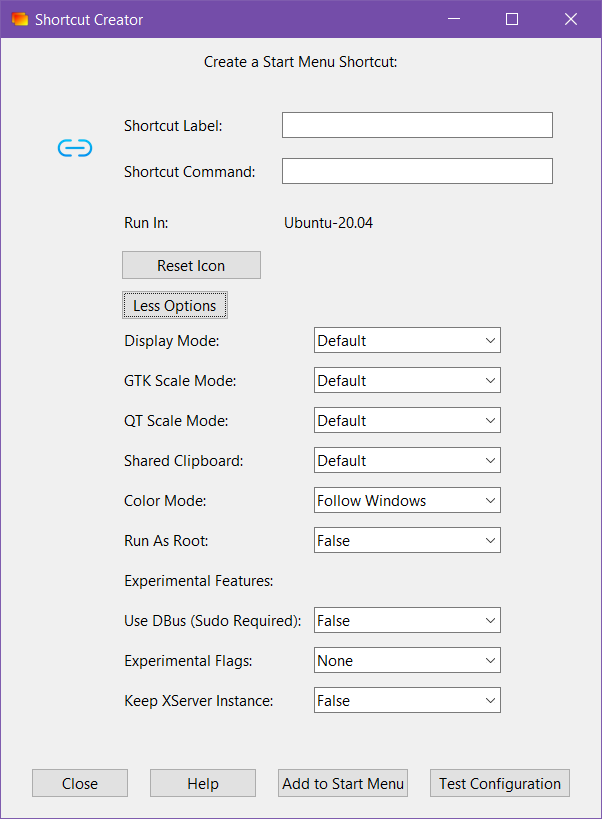 Shortcut Creator
Create a Start Menu Shortcut:
Shortcut Label:
Shortcut Command:
Run In: Ubuntu-20.04
Reset Icon
Less Options
Display Mode: Default
GTK Scale Mode: Default
QT Scale Mode: Default
Shared Clipboard: Default
Color Mode: Follow Windows
Run As Root: False
Experimental Features:
Use DBus (Sudo Required): False
Experimental Flags: None
Keep XServer Instance: False
Close Help Add to Start Menu Test Configuration